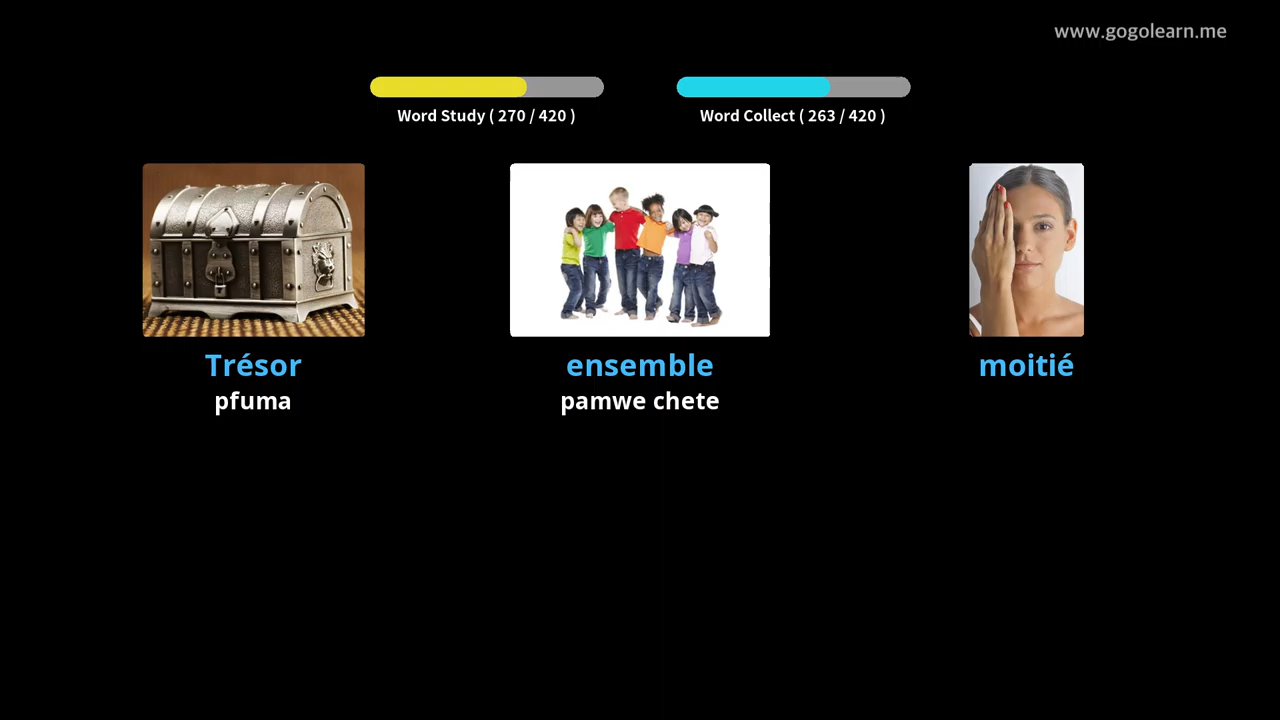 www.gogolearn.me
Word Study ( 270 / 420 )
Word Collect ( 263 / 420 )
Trésor
pfuma
ensemble
pamwe chete
moitié